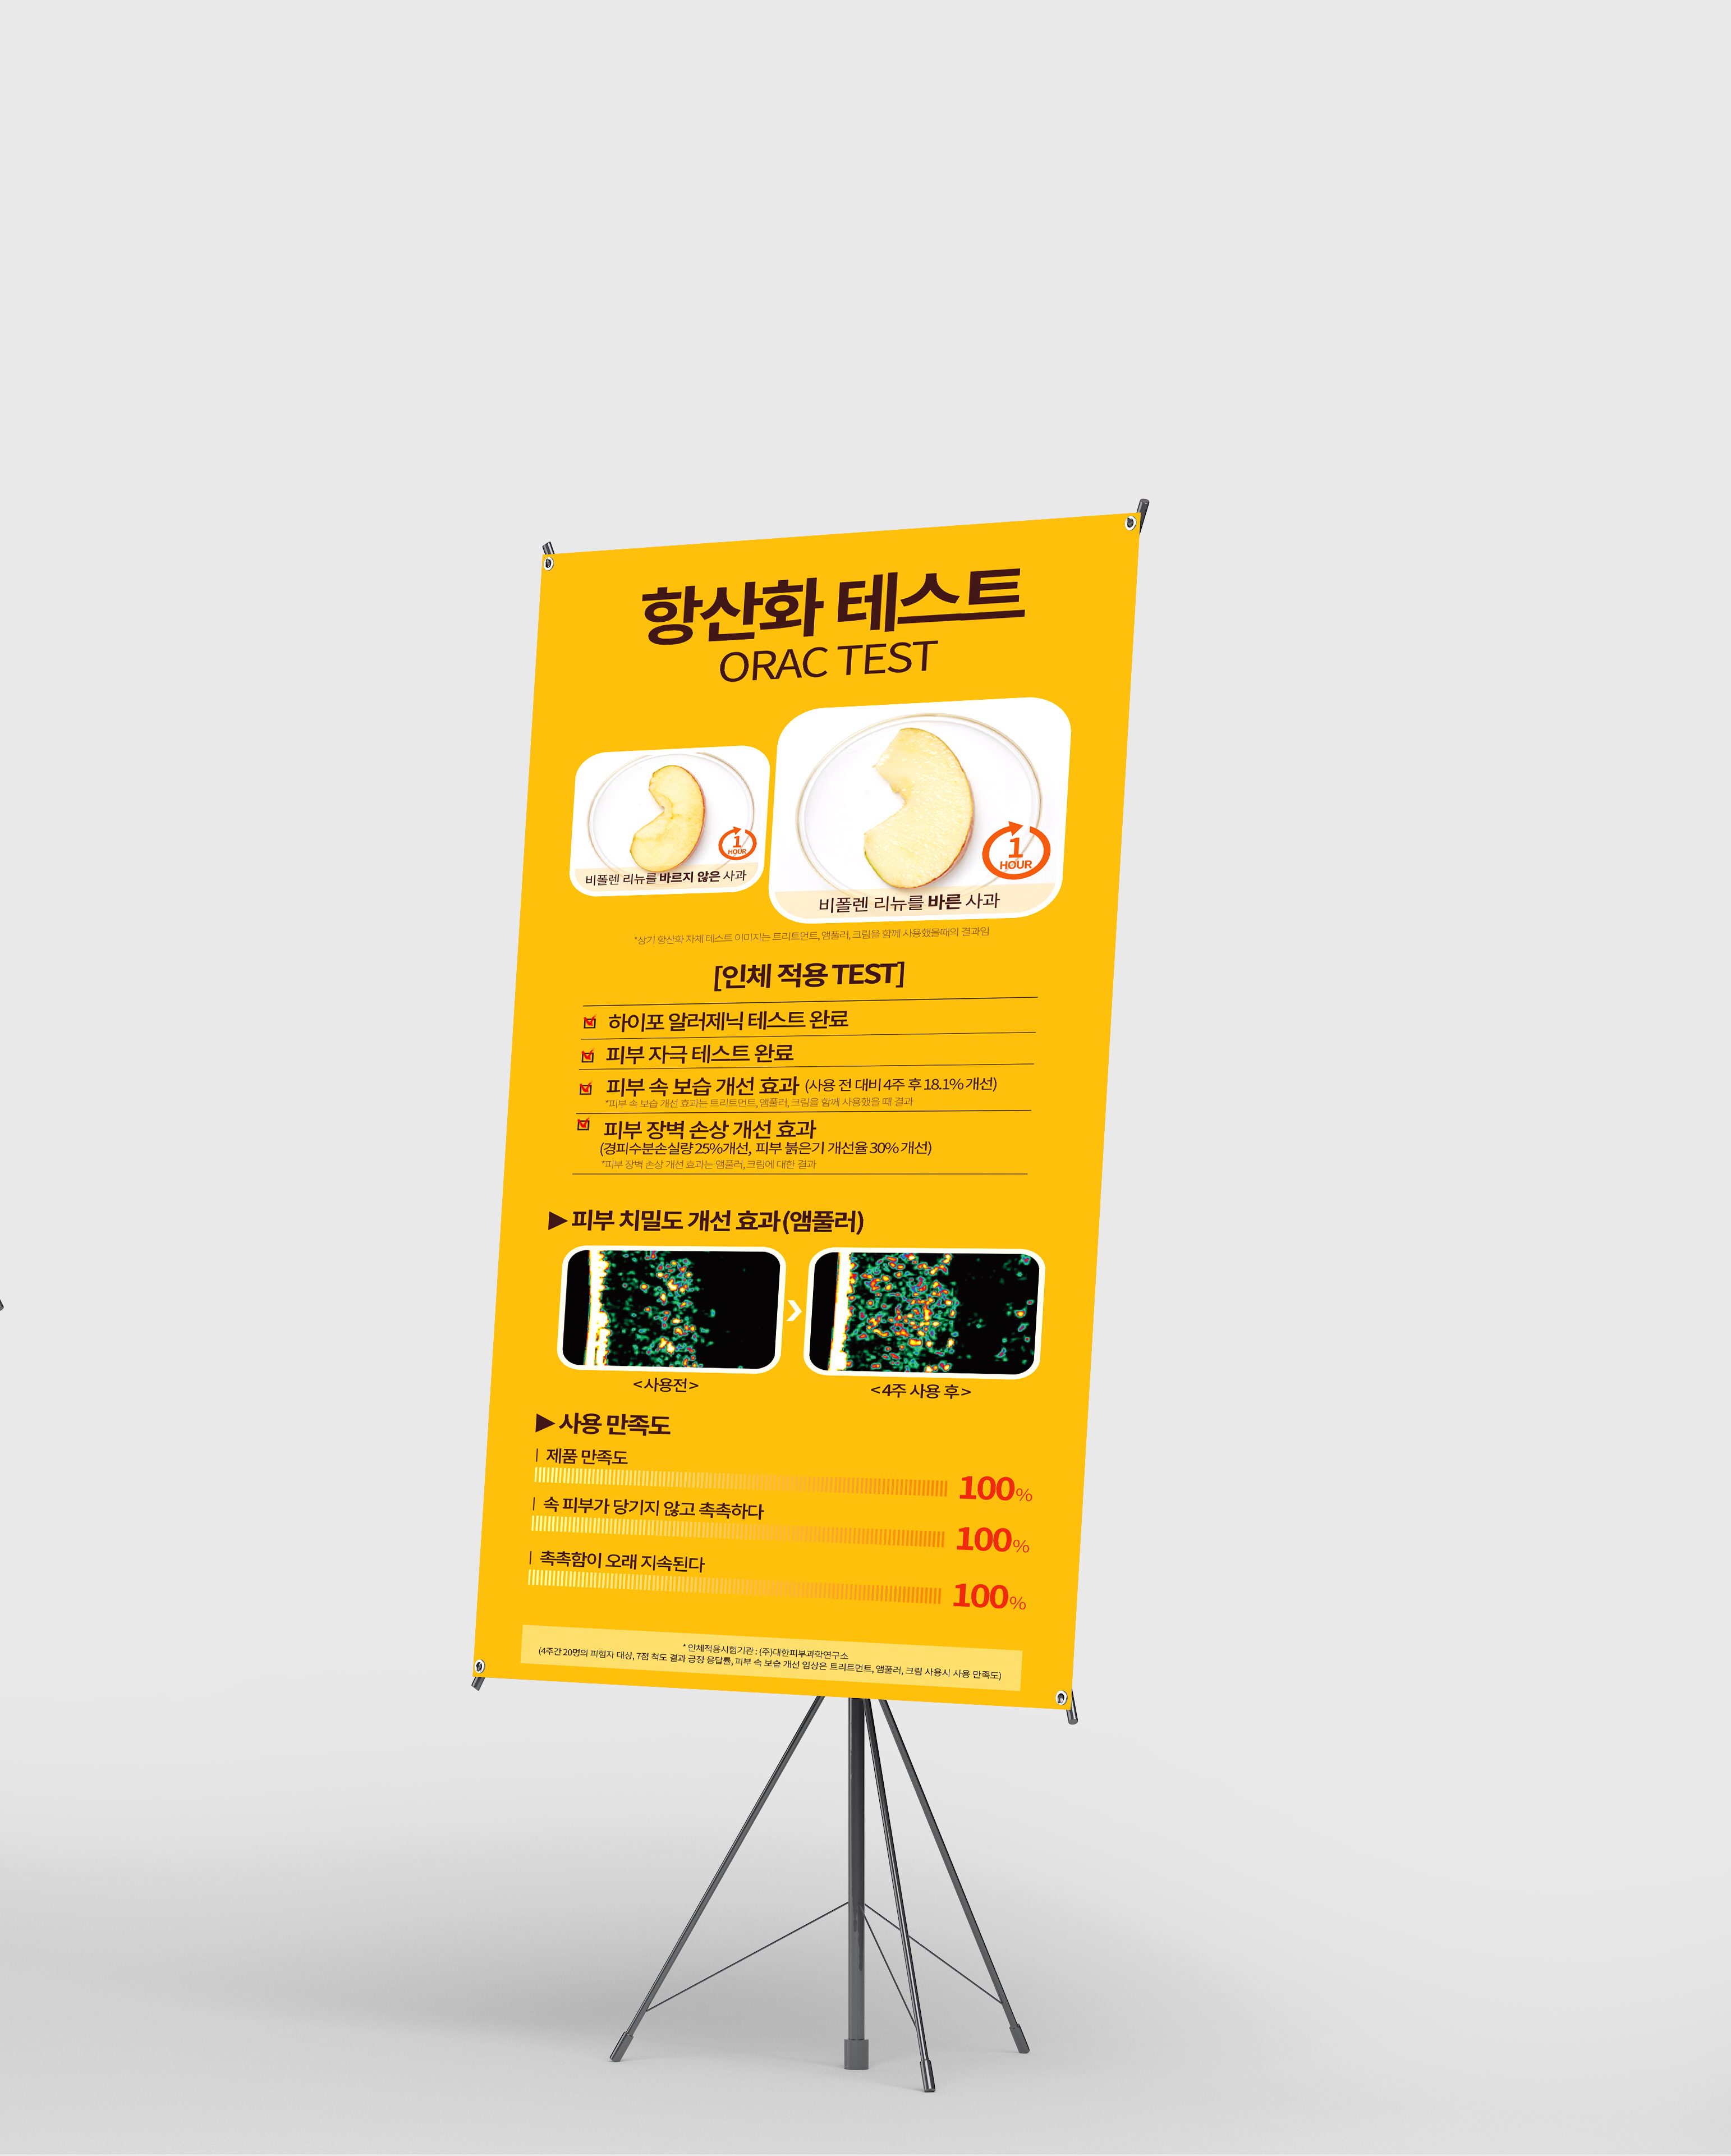 항산화 테스트
ORAC TEST
1
HOUR
비폴렌 리뉴를 바르지 않은 사과
1
HOUR
비폴렌 리뉴를 바른 사과
*상기 항산화 자체 테스트 이미지는 트리트먼트, 앰풀러, 크림을 함께 사용했을때의 결과임
[인체 적용 TEST]
하이포 알러제닉 테스트 완료
피부 자극 테스트 완료
피부 속 보습 개선 효과 (사용 전 대비 4주 후 18.1% 개선)
*피부 속 보습 개선 효과는 트리트먼트, 앰풀러, 크림을 함께 사용했을 때 결과
피부 장벽 손상 개선 효과
(경피수분손실량 25%개선, 피부 붉은기 개선율 30% 개선)
*피부 장벽 손상 개선 효과는 앰풀러, 크림에 대한 결과
▶ 피부 치밀도 개선 효과 (앰풀러)
<사용전>
<4주 사용 후>
▶ 사용 만족도
| 제품 만족도
100%
| 속 피부가 당기지 않고 촉촉하다
100%
| 촉촉함이 오래 지속된다
100%
* 인체적용시험기관 : (주)대한피부과학연구소
(4주간 20명의 피험자 대상, 7점 척도 결과 긍정 응답률, 피부 속 보습 개선 임상은 트리트먼트, 앰풀러, 크림 사용시 사용 만족도)